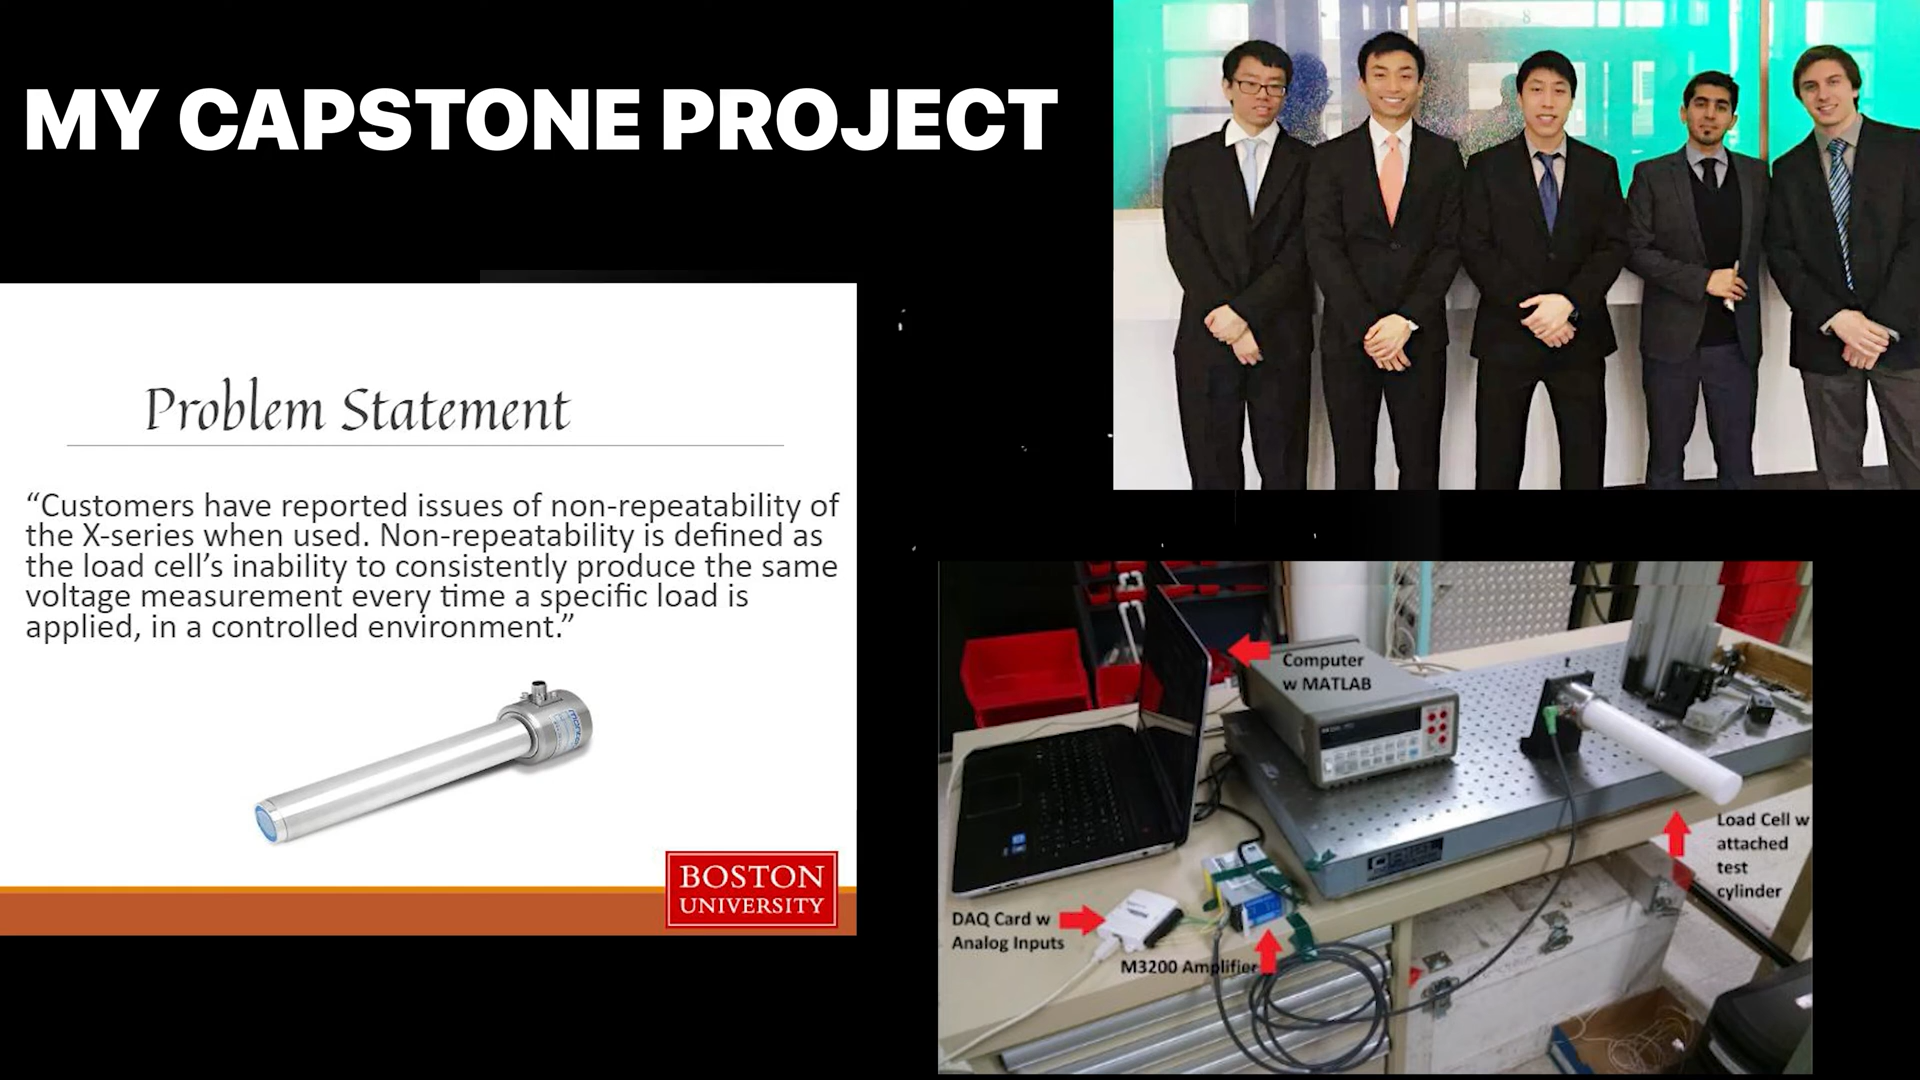 MY CAPSTONE PROJECT
Problem Statement
“Customers have reported issues of non-repeatability of
the X-series when used. Non-repeatability is defined as
the load cell’s inability to consistently produce the same
voltage measurement every time a specific load is
applied, in a controlled environment.”
BOSTON
UNIVERSITY
8
Computer
w MATLAB
Load Cell w
attached
test
cylinder
DAQ Card w
Analog Inputs
M3200 Amplifier